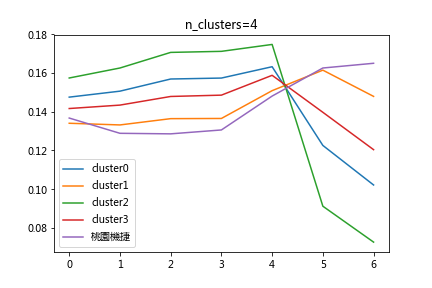 n_clusters=4
0.18
0.16
0.14
0.12
0.10
0.08
cluster0
cluster1
cluster2
cluster3
桃園機捷
0 1 2 3 4 5 6